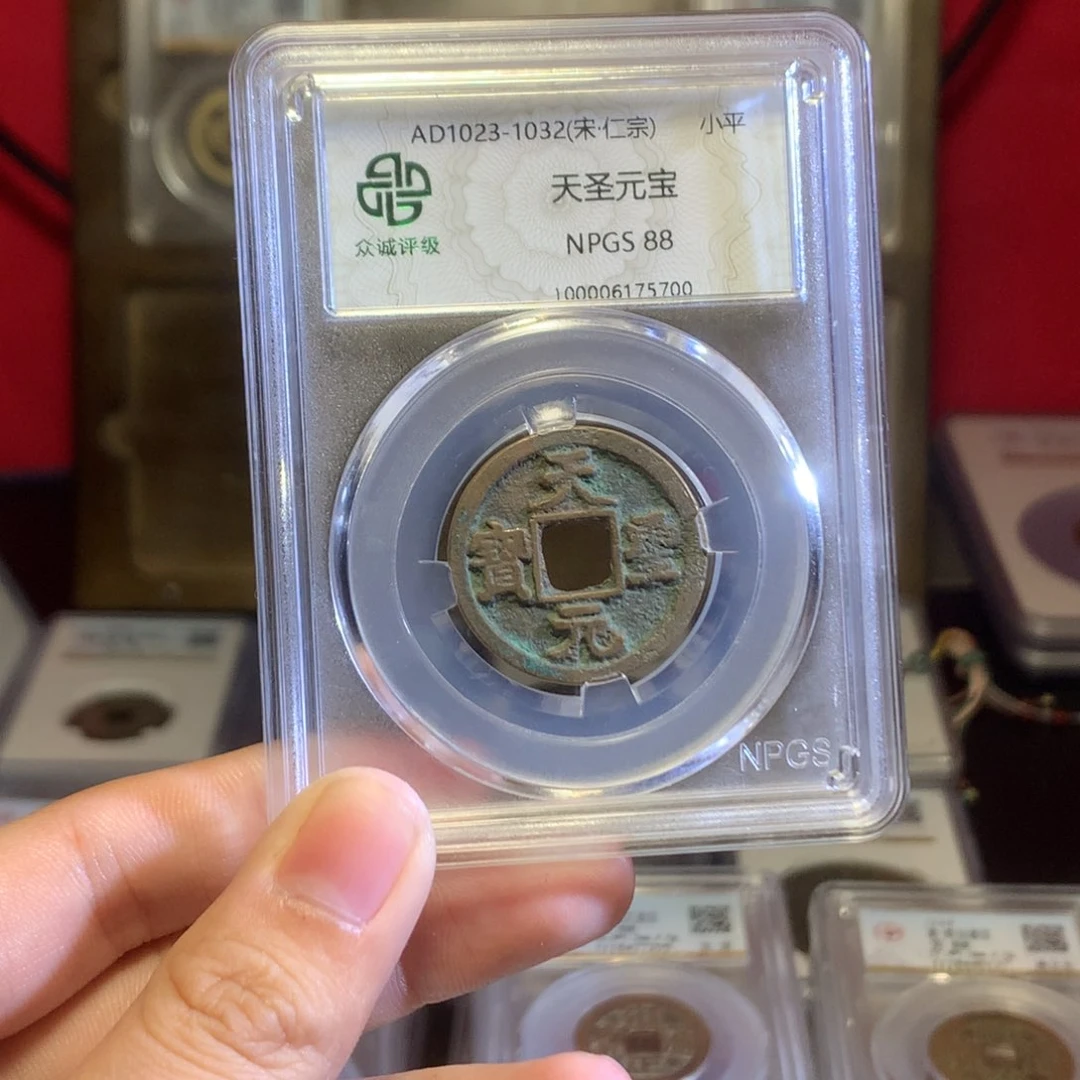 AD1023-1032(宋·仁宗) 小平
天圣元宝
众诚评级
NPGS 88
100006175700
天
寶 聖
元
NPGS